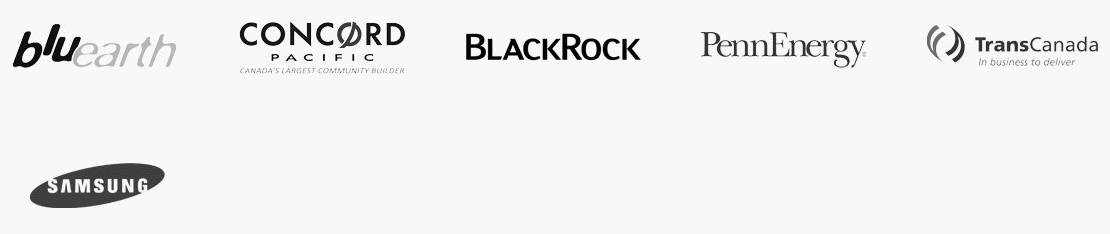 bluearth
CONCORD
PACIFIC
CANADA'S LARGEST COMMUNITY BUILDER
BLACKROCK
PennEnergy
TransCanada
In business to deliver
SAMSUNG